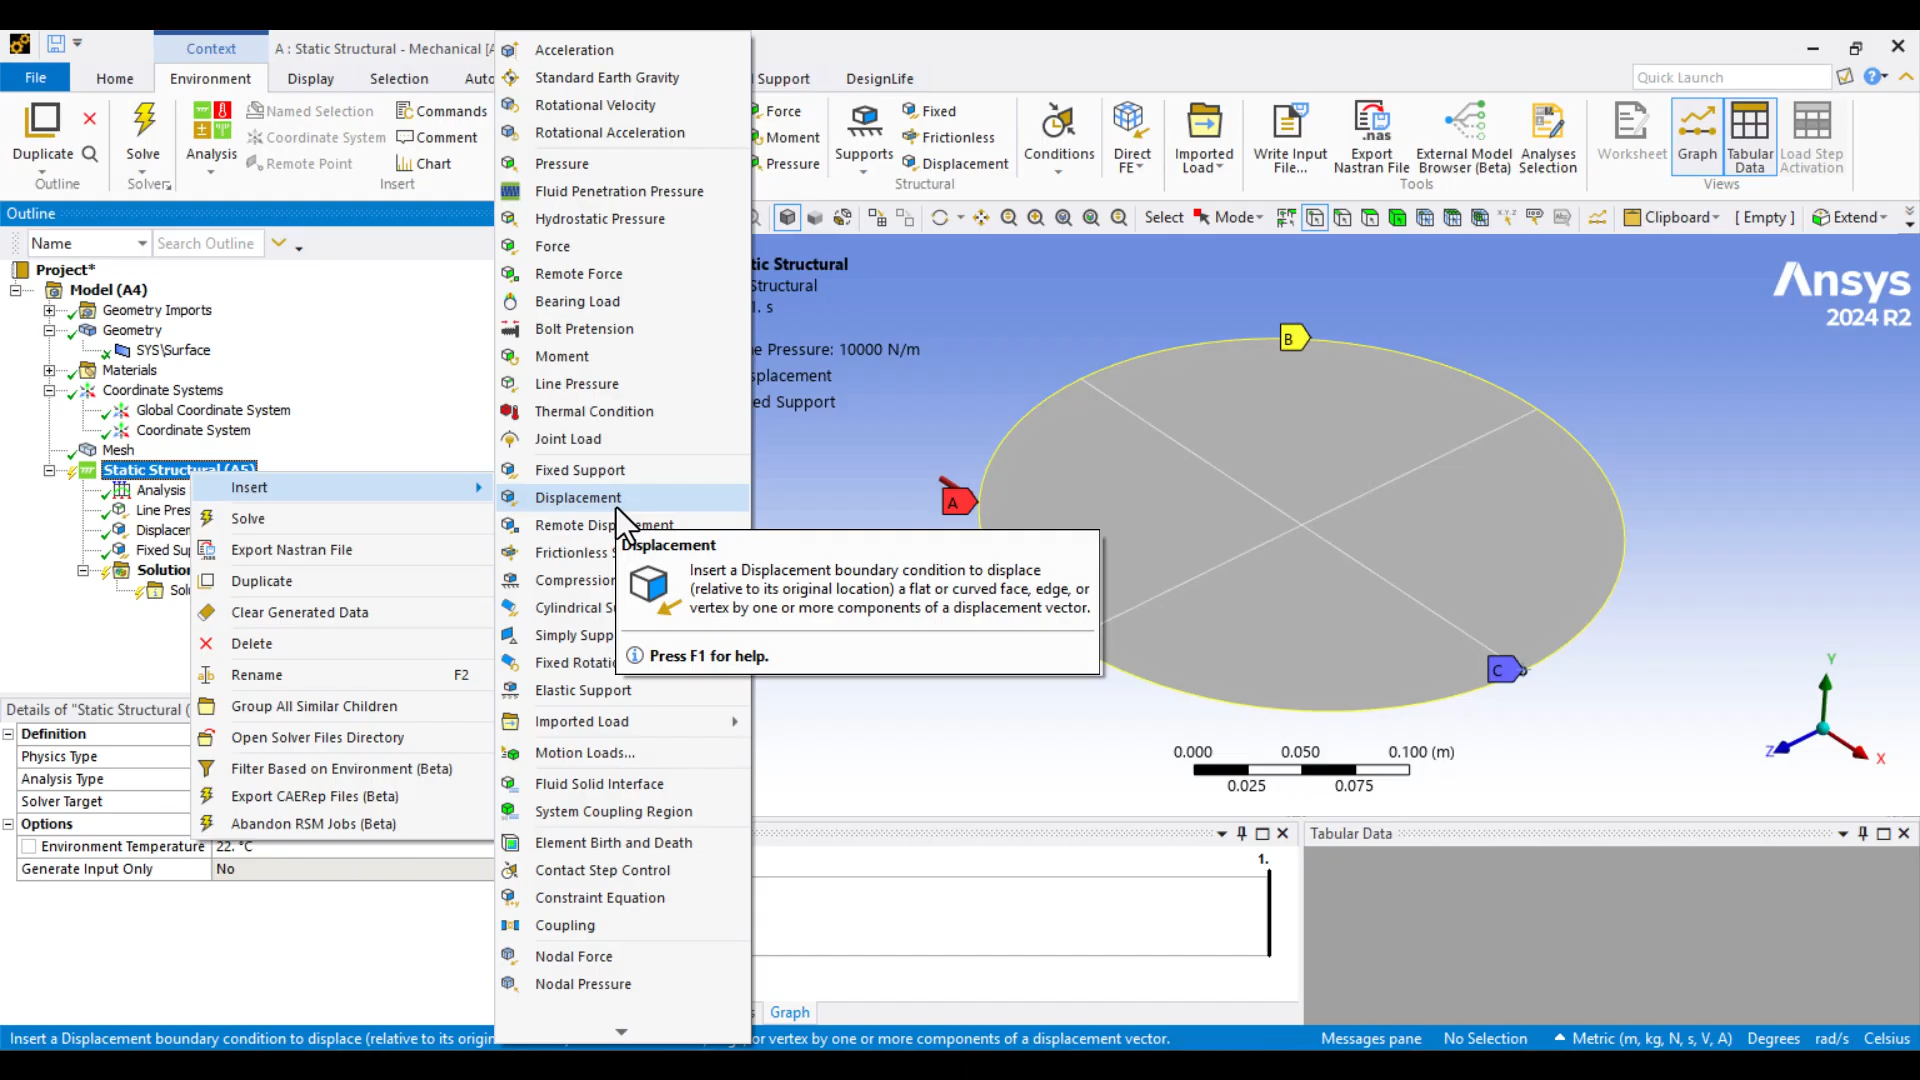 Context
A : Static Structural - Mechanical [A
File
Home
Environment
Display
Selection
Auto
Support
DesignLife
Quick Launch
Duplicate
Outline
Solve
Solver
Analysis
Named Selection
Coordinate System
Remote Point
Commands
Comment
Chart
Insert
Force
Moment
Pressure
Supports
Fixed
Frictionless
Displacement
Structural
Conditions
Direct FE
Imported Load
Write Input File...
Export Nastran File
External Model Browser (Beta)
Analyses Selection
Tools
Worksheet
Graph
Tabular Data
Load Step Activation
Views
Outline
Name
Search Outline
Select
Mode
Clipboard
[ Empty ]
Extend
Project*
Model (A4)
Geometry Imports
Geometry
SYS\Surface
Materials
Coordinate Systems
Global Coordinate System
Coordinate System
Mesh
Static Structural (A5)
Analysis
Line Pres
Displacem
Fixed Sup
Solution
Solu
Insert
Solve
Export Nastran File
Duplicate
Clear Generated Data
Delete
Rename F2
Group All Similar Children
Open Solver Files Directory
Filter Based on Environment (Beta)
Export CAERep Files (Beta)
Abandon RSM Jobs (Beta)
Acceleration
Standard Earth Gravity
Rotational Velocity
Rotational Acceleration
Pressure
Fluid Penetration Pressure
Hydrostatic Pressure
Force
Remote Force
Bearing Load
Bolt Pretension
Moment
Line Pressure
Thermal Condition
Joint Load
Fixed Support
Displacement
Remote Displacement
Frictionless S
Compression
Cylindrical Su
Simply Supp
Fixed Rotati
Elastic Support
Imported Load
Motion Loads...
Fluid Solid Interface
System Coupling Region
Element Birth and Death
Contact Step Control
Constraint Equation
Coupling
Nodal Force
Nodal Pressure
Displacement
Insert a Displacement boundary condition to displace
(relative to its original location) a flat or curved face, edge, or
vertex by one or more components of a displacement vector.
Press F1 for help.
tic Structural
Structural
1. s
e Pressure: 10000 N/m
splacement
ed Support
Ansys
2024 R2
A
B
C
0.000 0.050 0.100 (m)
0.025 0.075
Y
Z
X
Details of "Static Structural (
Definition
Physics Type
Analysis Type
Solver Target
Options
Environment Temperature 22. °C
Generate Input Only No
1.
Graph
Tabular Data
Insert a Displacement boundary condition to displace (relative to its origin
or vertex by one or more components of a displacement vector.
Messages pane
No Selection
Metric (m, kg, N, s, V, A)
Degrees
rad/s
Celsius